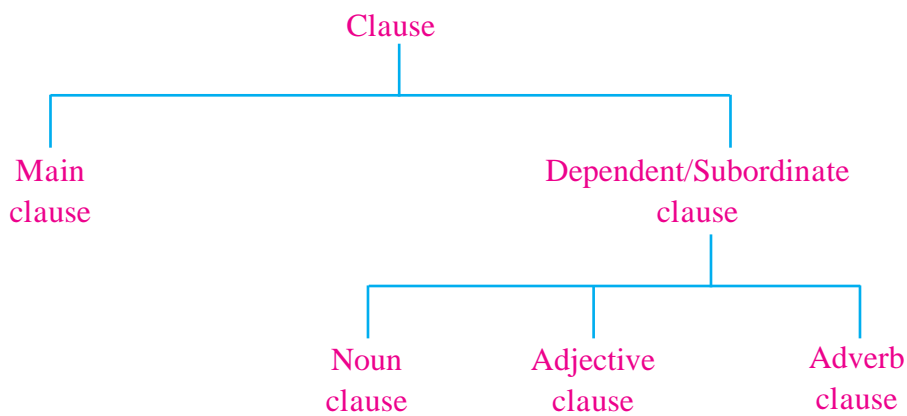 Clause
Main
clause
Dependent/Subordinate
clause
Noun
clause
Adjective
clause
Adverb
clause